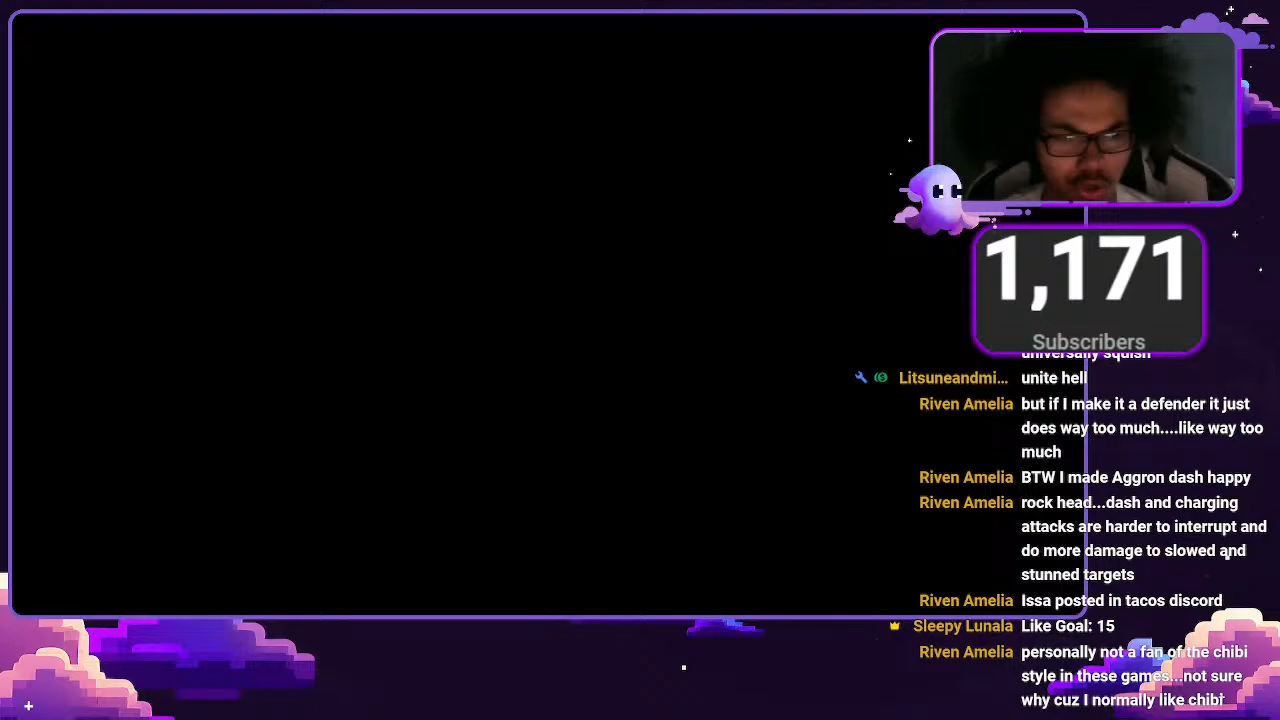 1,171
Subscribers
universally squish
Litsuneandmi... unite hell
Riven Amelia but if I make it a defender it just
does way too much....like way too
much
Riven Amelia BTW I made Aggron dash happy
Riven Amelia rock head...dash and charging
attacks are harder to interrupt and
do more damage to slowed and
stunned targets
Riven Amelia Issa posted in tacos discord
Sleepy Lunala Like Goal: 15
Riven Amelia personally not a fan of the chibi
style in these games...not sure
why cuz I normally like chibi